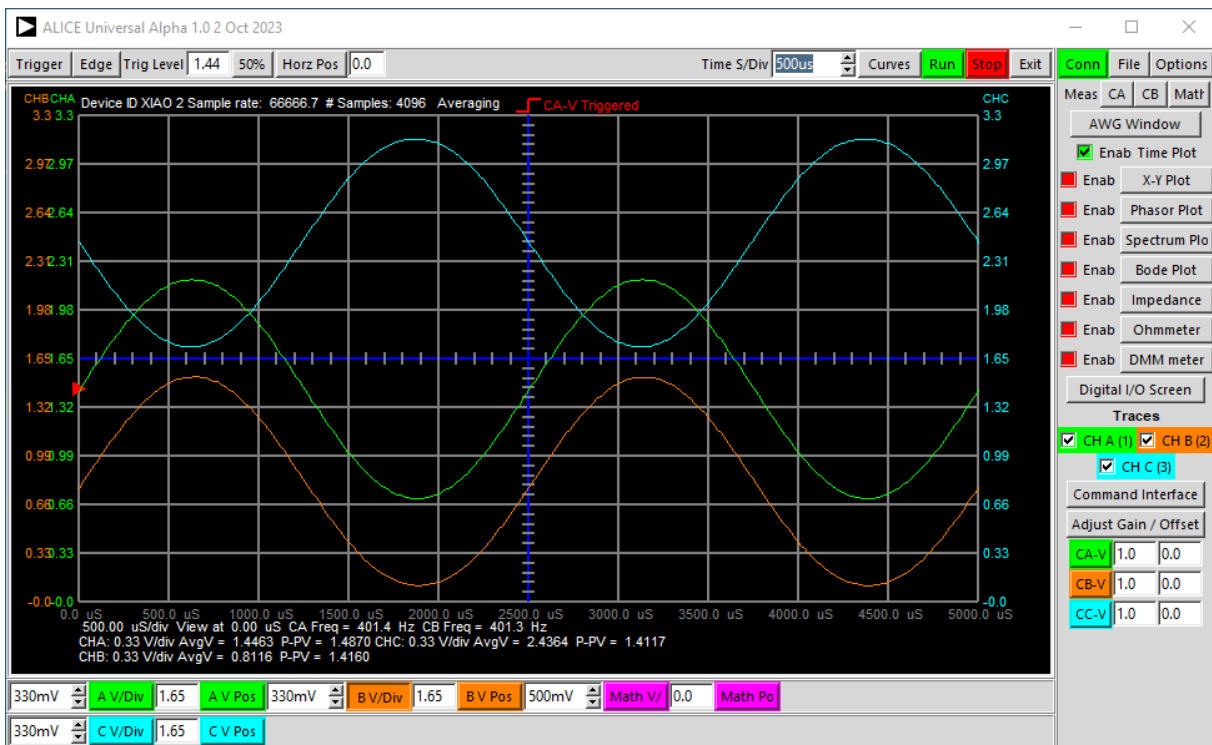 ALICE Universal Alpha 1.0 2 Oct 2023
Trigger Edge Trig Level 1.44 50% Horz Pos 0.0 Time S/Div 500us Curves Run Stop Exit Conn File Options
Meas CA CB Math
AWG Window
Enab Time Plot
Enab X-Y Plot
Enab Phasor Plot
Enab Spectrum Plo
Enab Bode Plot
Enab Impedance
Enab Ohmmeter
Enab DMM meter
Digital I/O Screen
Traces
CH A (1) CH B (2)
CH C (3)
Command Interface
Adjust Gain / Offset
CA-V 1.0 0.0
CB-V 1.0 0.0
CC-V 1.0 0.0
CHB CHA Device ID XIAO 2 Sample rate: 66666.7 # Samples: 4096 Averaging CA-V Triggered CHC
3.3 3.3 3.3
2.97 2.97 2.97
2.64 2.64 2.64
2.31 2.31 2.31
1.98 1.98 1.98
1.65 1.65 1.65
1.32 1.32 1.32
0.99 0.99 0.99
0.66 0.66 0.66
0.33 0.33 0.33
-0.0 -0.0 -0.0
0.0 uS 500.0 uS 1000.0 uS 1500.0 uS 2000.0 uS 2500.0 uS 3000.0 uS 3500.0 uS 4000.0 uS 4500.0 uS 5000.0 uS
500.00 uS/div View at 0.00 uS CA Freq = 401.4 Hz CB Freq = 401.3 Hz
CHA: 0.33 V/div AvgV = 1.4463 P-PV = 1.4870 CHC: 0.33 V/div AvgV = 2.4364 P-PV = 1.4117
CHB: 0.33 V/div AvgV = 0.8116 P-PV = 1.4160
330mV A V/Div 1.65 A V Pos 330mV B V/Div 1.65 B V Pos 500mV Math V/ 0.0 Math Po
330mV C V/Div 1.65 C V Pos